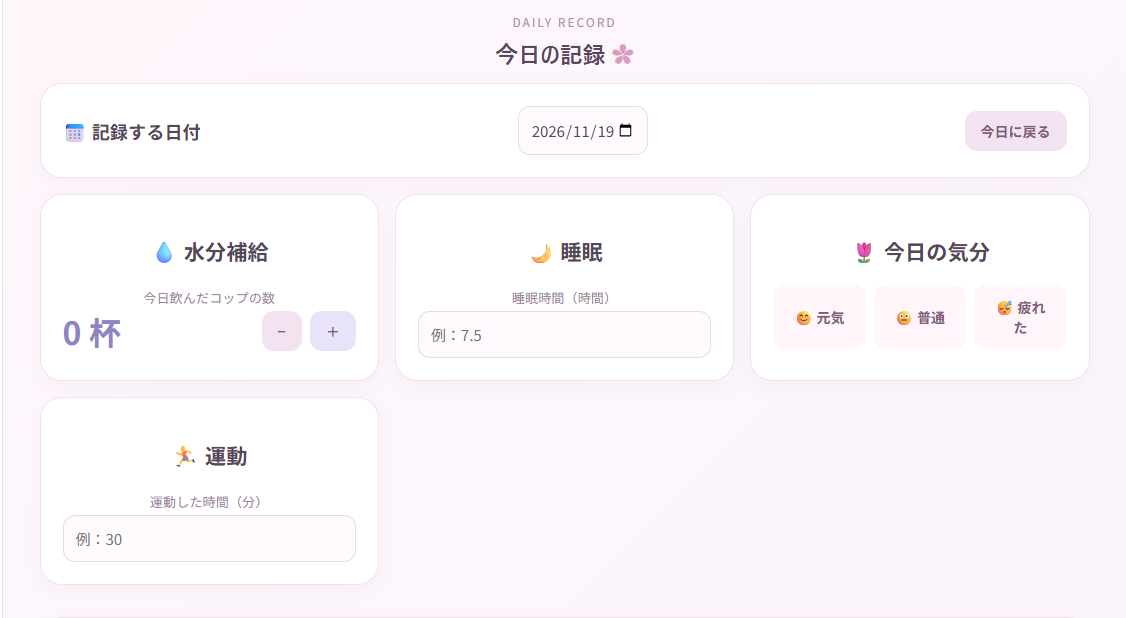 DAILY RECORD
今日の記録 🌸
📅 記録する日付
2026/11/19
今日に戻る
💧 水分補給
今日飲んだコップの数
0 杯
−
+
🌙 睡眠
睡眠時間（時間）
例：7.5
🌷 今日の気分
😊 元気
😐 普通
😴 疲れ
た
🏃 運動
運動した時間（分）
例：30